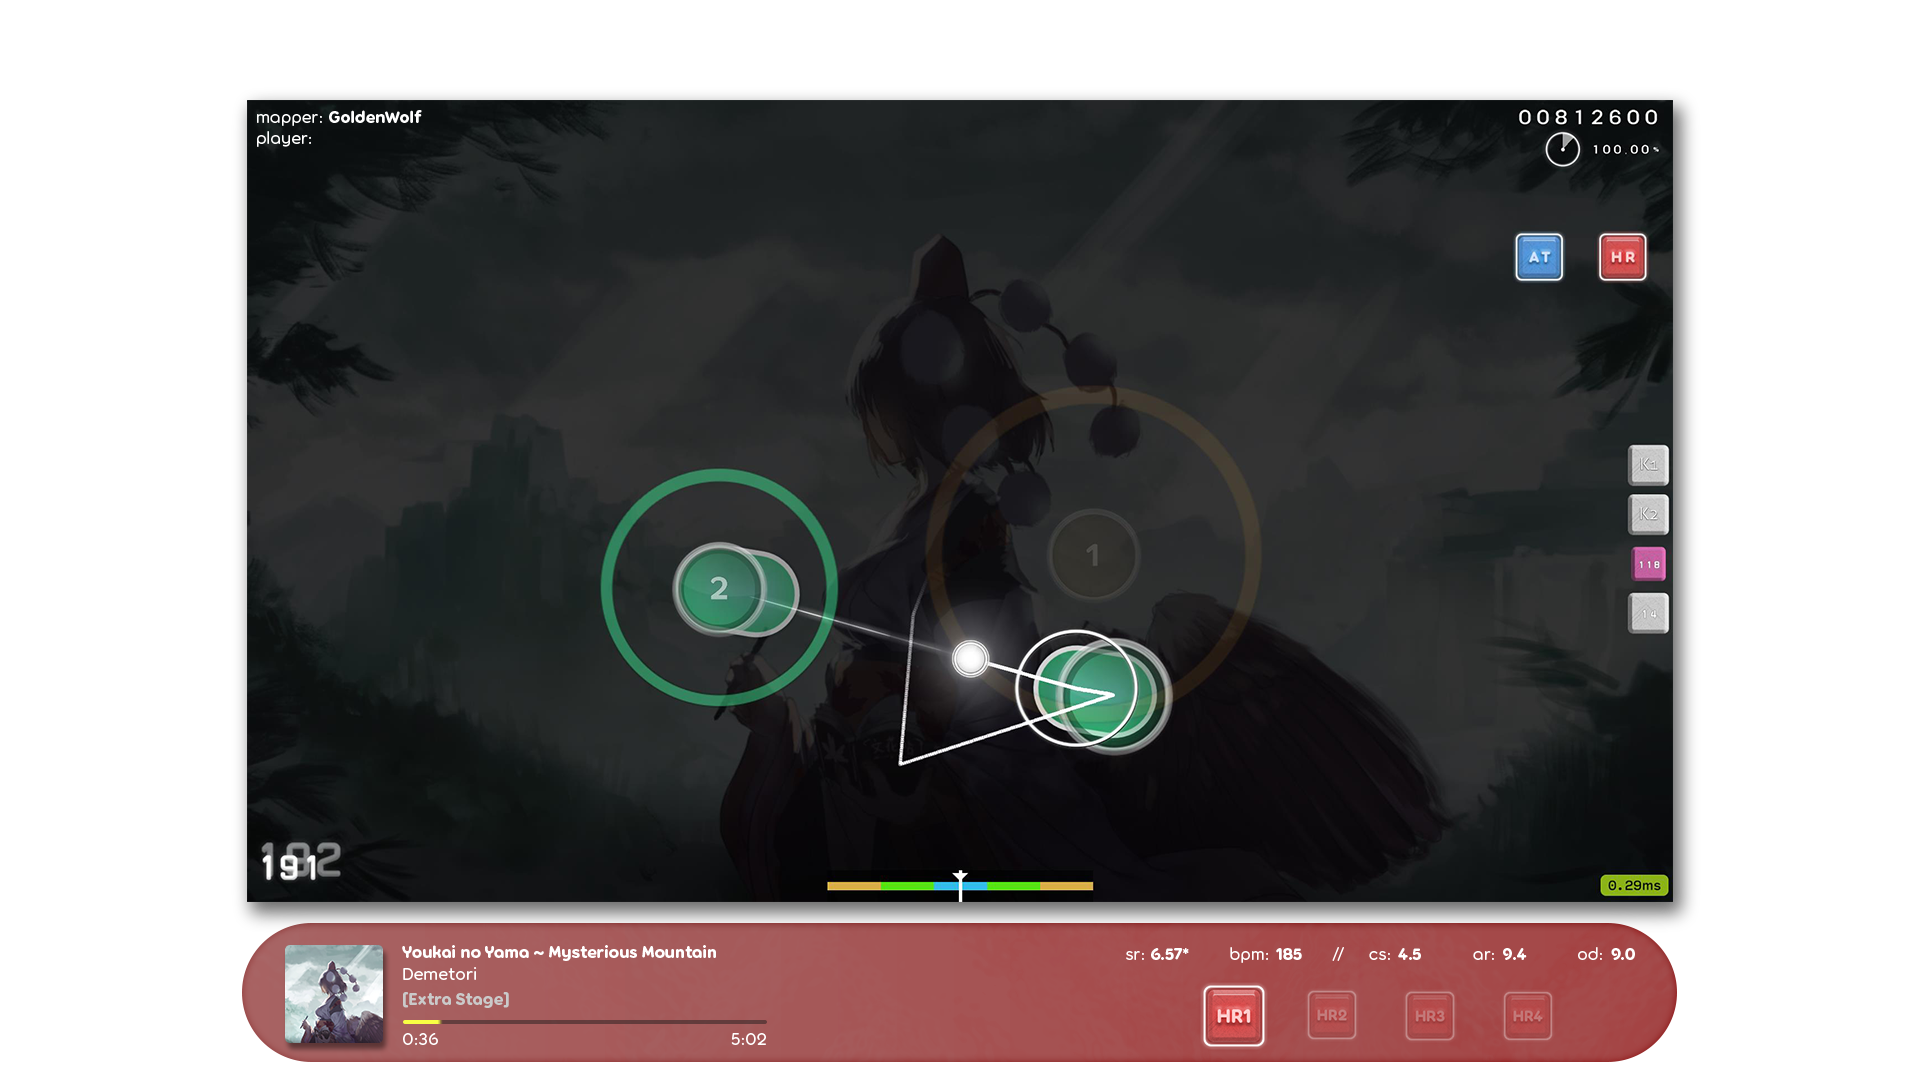 mapper: GoldenWolf
player:
00812600
100.00%
AT HR
K1
K2
118
14
2
1
191
0.29ms
Youkai no Yama ~ Mysterious Mountain
Demetori
[Extra Stage]
0:36 5:02
sr: 6.57* bpm: 185 // cs: 4.5 ar: 9.4 od: 9.0
HR1 HR2 HR3 HR4